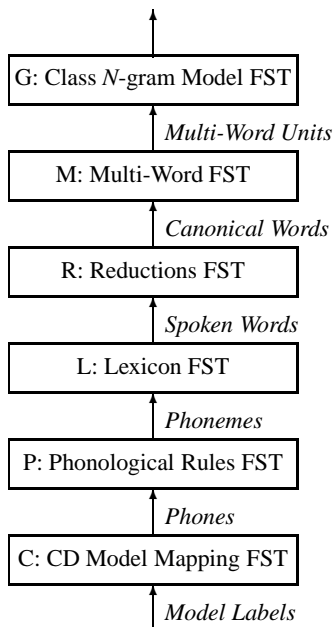 G: Class N-gram Model FST
Multi-Word Units
M: Multi-Word FST
Canonical Words
R: Reductions FST
Spoken Words
L: Lexicon FST
Phonemes
P: Phonological Rules FST
Phones
C: CD Model Mapping FST
Model Labels